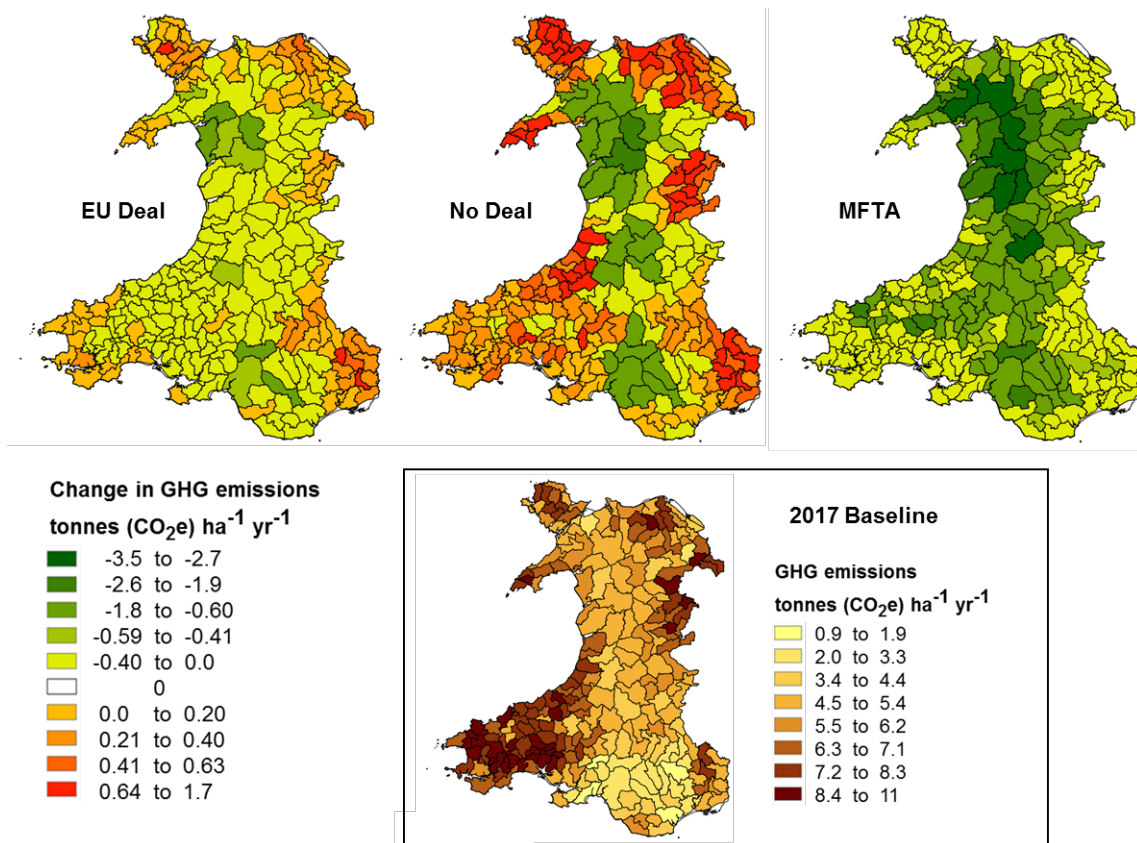 EU Deal
No Deal
MFTA
Change in GHG emissions
tonnes (CO₂e) ha⁻¹ yr⁻¹
-3.5 to -2.7
-2.6 to -1.9
-1.8 to -0.60
-0.59 to -0.41
-0.40 to 0.0
0
0.0 to 0.20
0.21 to 0.40
0.41 to 0.63
0.64 to 1.7
2017 Baseline
GHG emissions
tonnes (CO₂e) ha⁻¹ yr⁻¹
0.9 to 1.9
2.0 to 3.3
3.4 to 4.4
4.5 to 5.4
5.5 to 6.2
6.3 to 7.1
7.2 to 8.3
8.4 to 11